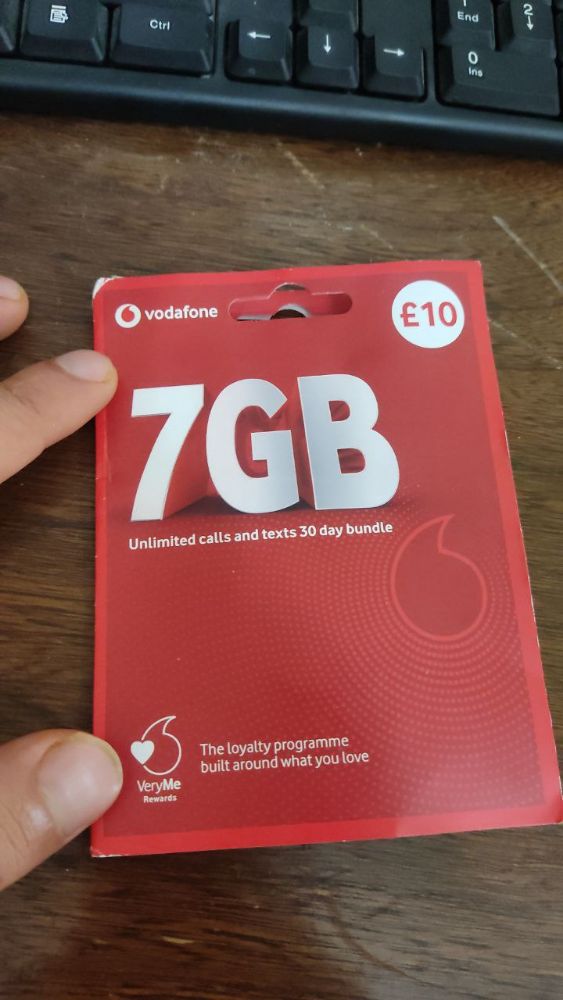 Ctrl
1
End
2
0
Ins
vodafone
£10
7GB
Unlimited calls and texts 30 day bundle
The loyalty programme
built around what you love
VeryMe
Rewards